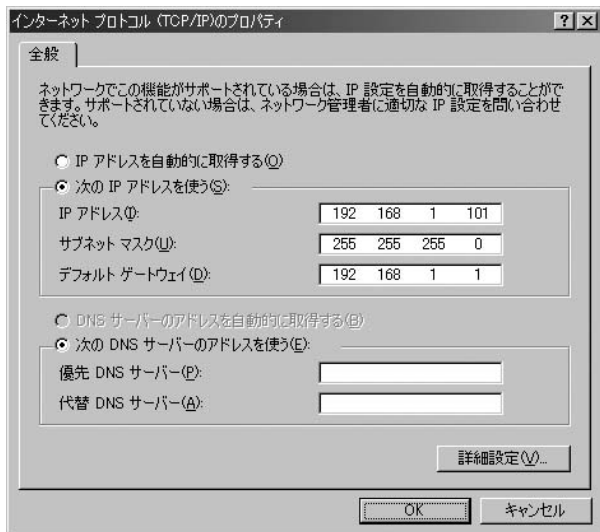 インターネット プロトコル (TCP/IP)のプロパティ
全般
ネットワークでこの機能がサポートされている場合は、IP 設定を自動的に取得することがで
きます。サポートされていない場合は、ネットワーク管理者に適切な IP 設定を問い合わせ
てください。
IP アドレスを自動的に取得する(O)
次の IP アドレスを使う(S):
IP アドレス(I): 192 168 1 101
サブネット マスク(U): 255 255 255 0
デフォルト ゲートウェイ(D): 192 168 1 1
DNS サーバーのアドレスを自動的に取得する(B)
次の DNS サーバーのアドレスを使う(E):
優先 DNS サーバー(P):
代替 DNS サーバー(A):
詳細設定(V)...
OK キャンセル